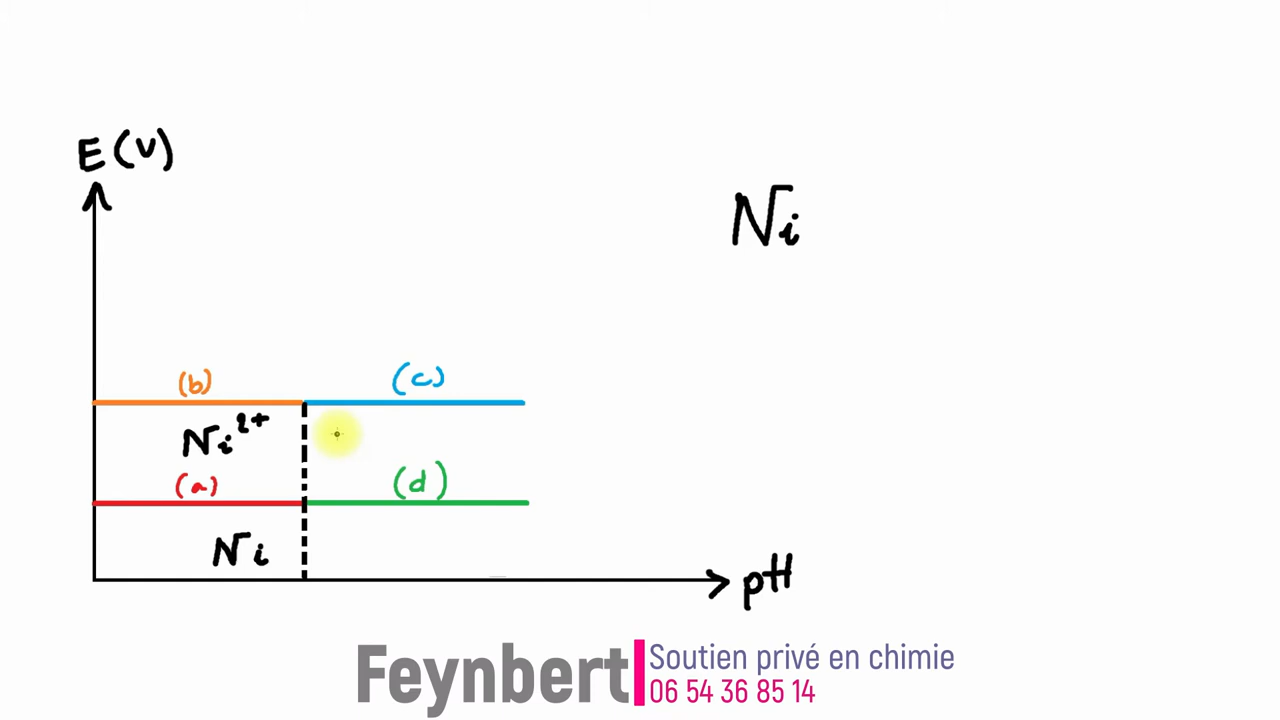 E(V)
Ni
(b)
(c)
Ni²⁺
(a)
(d)
Ni
pH
Feynbert
Soutien privé en chimie
06 54 36 85 14